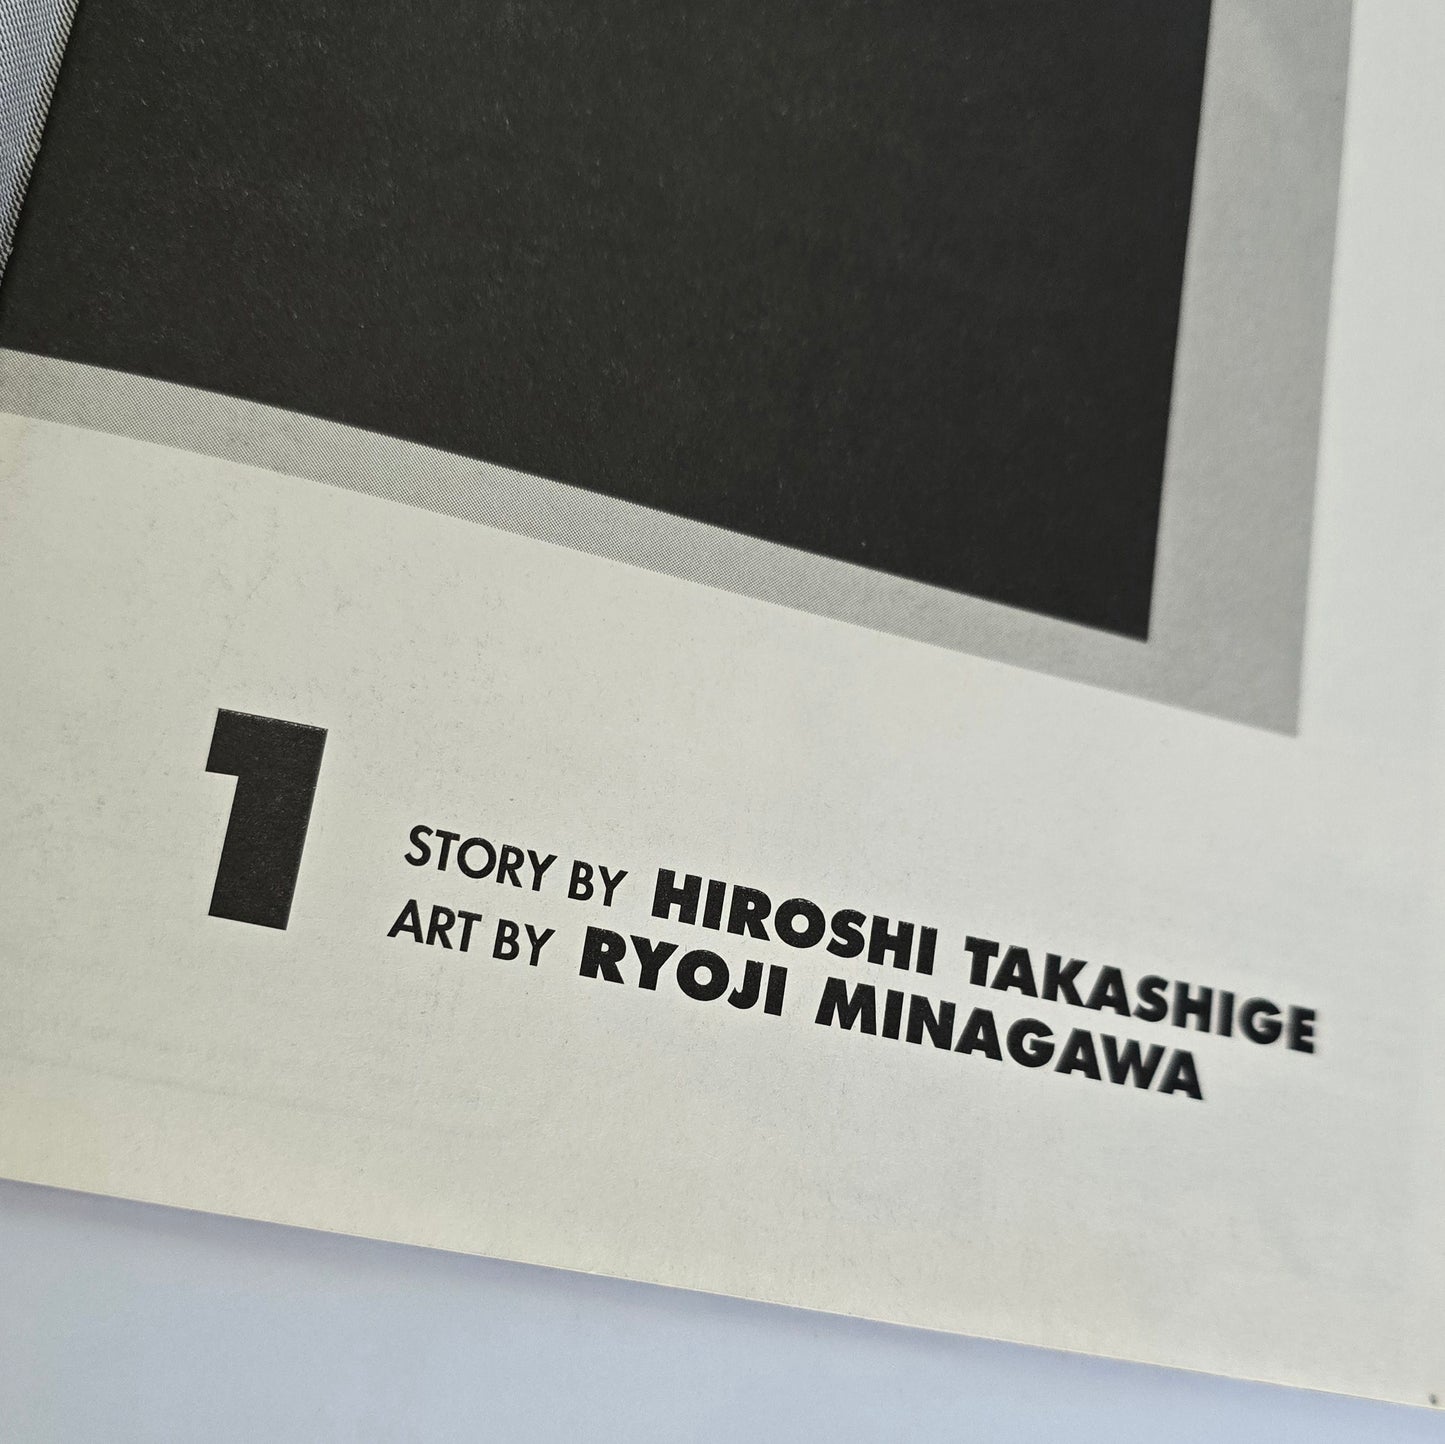 1
STORY BY HIROSHI TAKASHIGE
ART BY RYOJI MINAGAWA